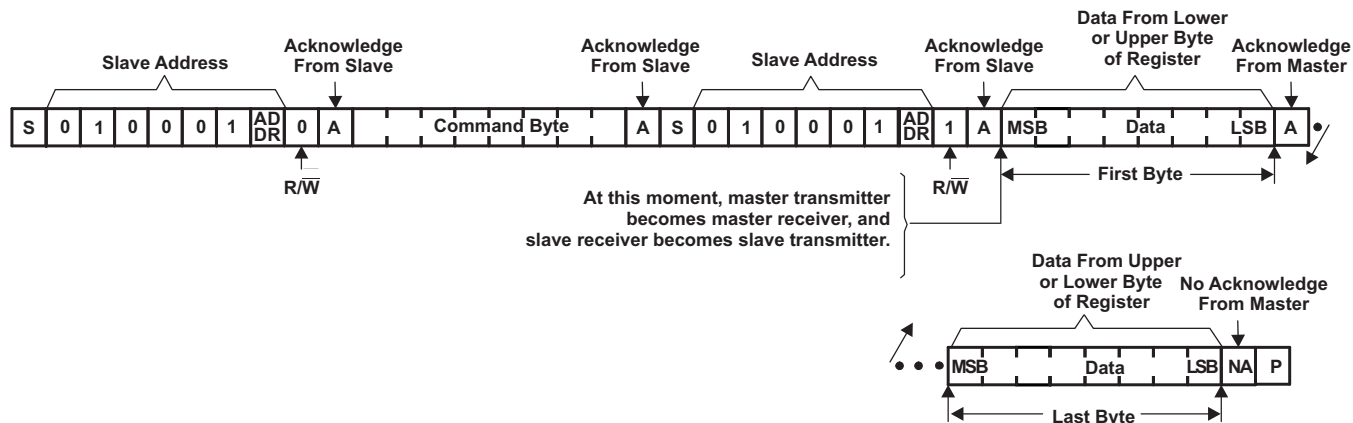 Slave Address
Acknowledge
From Slave
Acknowledge
From Slave
Slave Address
Acknowledge
From Slave
Data From Lower
or Upper Byte
of Register
Acknowledge
From Master
S 0 1 0 0 0 1 AD DR 0 A Command Byte A S 0 1 0 0 0 1 AD DR 1 A MSB Data LSB A
R/W̅
R/W̅
First Byte
At this moment, master transmitter
becomes master receiver, and
slave receiver becomes slave transmitter.
Data From Upper
or Lower Byte
of Register
No Acknowledge
From Master
MSB Data LSB NA P
Last Byte